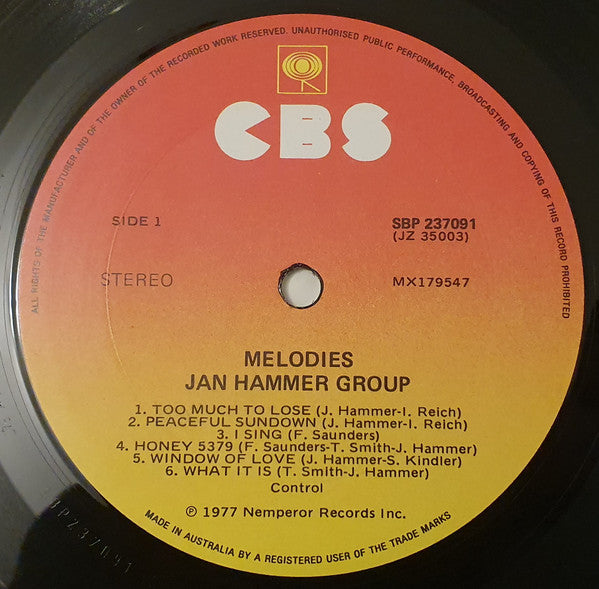 ALL RIGHTS OF THE MANUFACTURER AND OF THE OWNER OF THE RECORDED WORK RESERVED. UNAUTHORISED PUBLIC PERFORMANCE, BROADCASTING AND COPYING OF THIS RECORD PROHIBITED
CBS
SIDE 1
SBP 237091
(JZ 35003)
STEREO
MX179547
MELODIES
JAN HAMMER GROUP
1. TOO MUCH TO LOSE (J. Hammer-I. Reich)
2. PEACEFUL SUNDOWN (J. Hammer-I. Reich)
3. I SING (F. Saunders)
4. HONEY 5379 (F. Saunders-T. Smith-J. Hammer)
5. WINDOW OF LOVE (J. Hammer-S. Kindler)
6. WHAT IT IS (T. Smith-J. Hammer)
Control
℗ 1977 Nemperor Records Inc.
MADE IN AUSTRALIA BY A REGISTERED USER OF THE TRADE MARKS